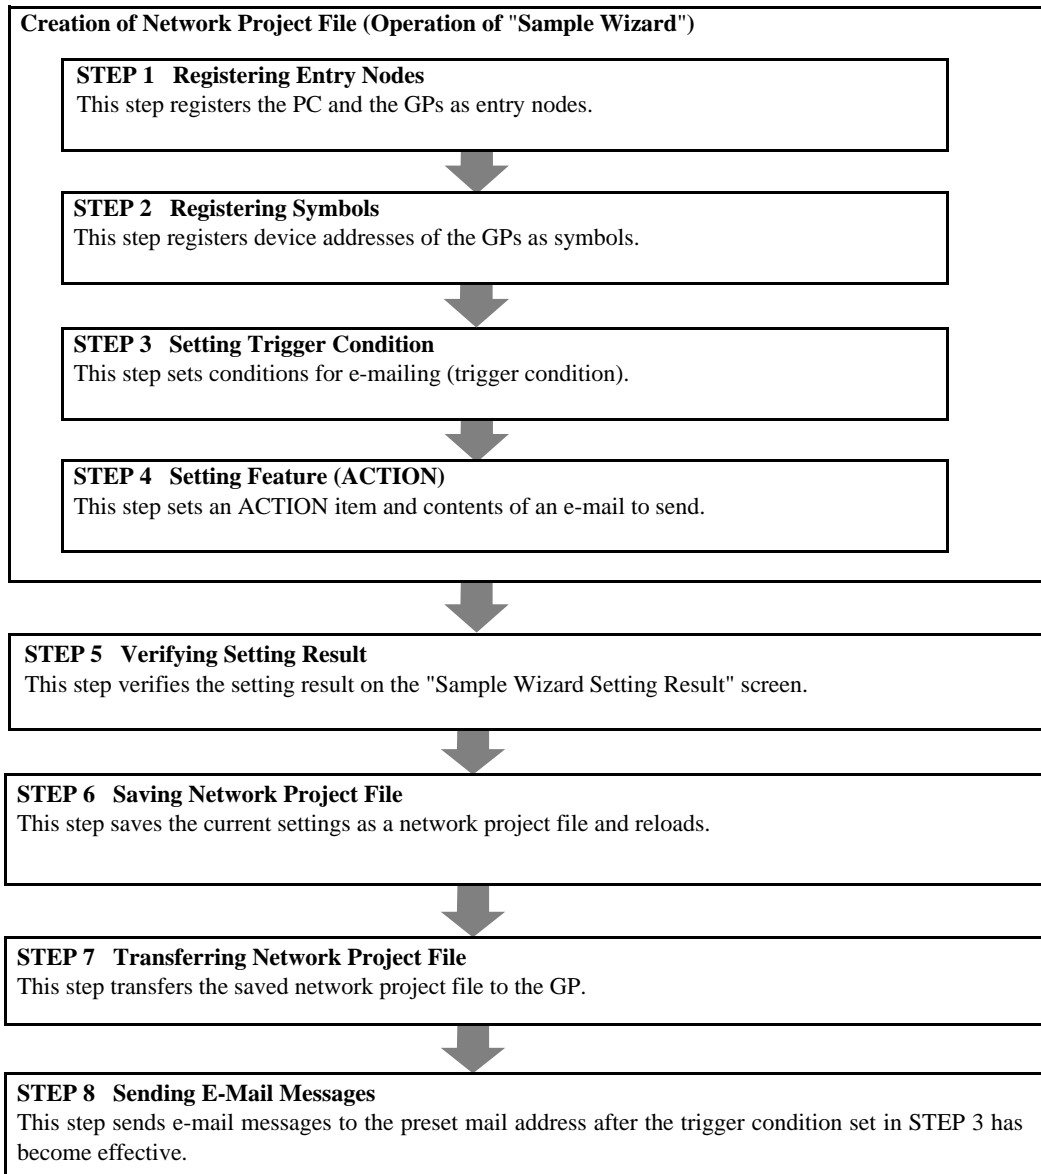 Creation of Network Project File (Operation of "Sample Wizard")
STEP 1 Registering Entry Nodes
This step registers the PC and the GPs as entry nodes.
STEP 2 Registering Symbols
This step registers device addresses of the GPs as symbols.
STEP 3 Setting Trigger Condition
This step sets conditions for e-mailing (trigger condition).
STEP 4 Setting Feature (ACTION)
This step sets an ACTION item and contents of an e-mail to send.
STEP 5 Verifying Setting Result
This step verifies the setting result on the "Sample Wizard Setting Result" screen.
STEP 6 Saving Network Project File
This step saves the current settings as a network project file and reloads.
STEP 7 Transferring Network Project File
This step transfers the saved network project file to the GP.
STEP 8 Sending E-Mail Messages
This step sends e-mail messages to the preset mail address after the trigger condition set in STEP 3 has
become effective.